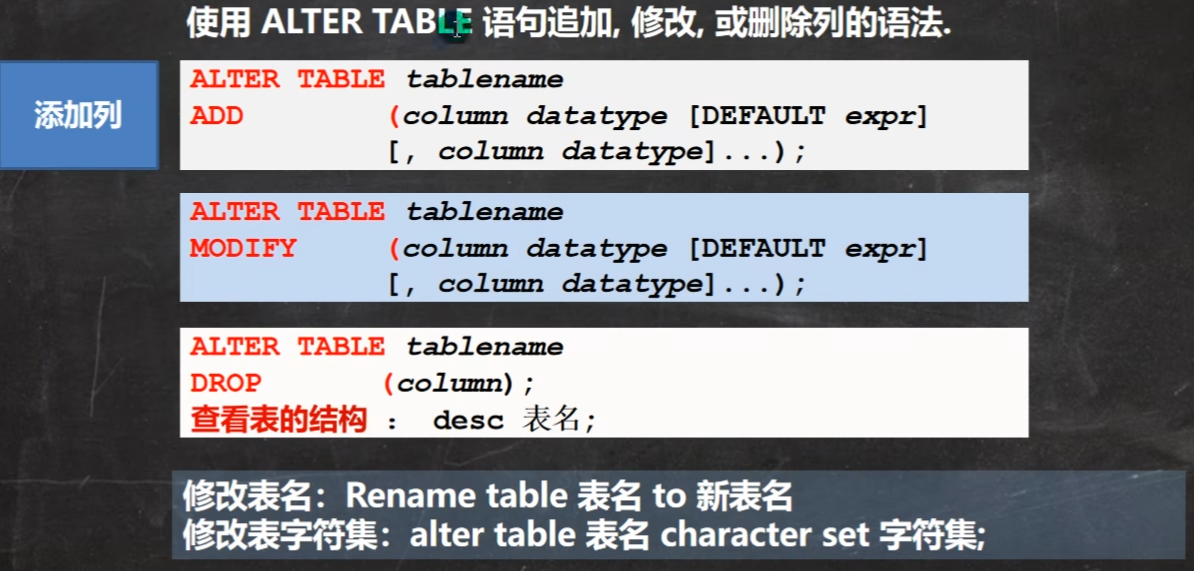 使用 ALTER TABLE 语句追加, 修改, 或删除列的语法.
添加列
ALTER TABLE tablename
ADD (column datatype [DEFAULT expr]
[, column datatype]...);
ALTER TABLE tablename
MODIFY (column datatype [DEFAULT expr]
[, column datatype]...);
ALTER TABLE tablename
DROP (column);
查看表的结构 : desc 表名;
修改表名：Rename table 表名 to 新表名
修改表字符集：alter table 表名 character set 字符集;